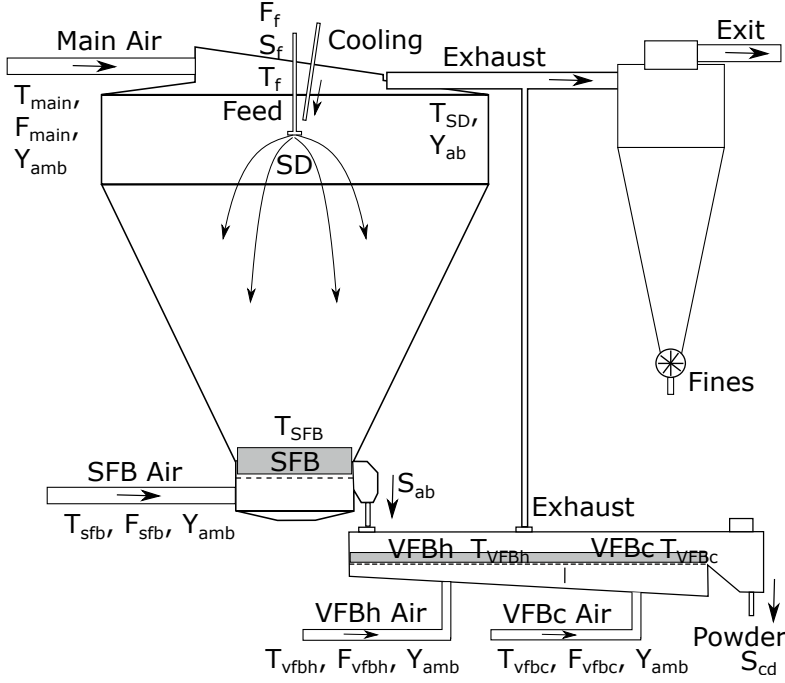 Main Air
T_main,
F_main,
Y_amb
F_f
S_f
T_f
Feed
Cooling
SD
Exhaust
T_SD,
Y_ab
Exit
Fines
T_SFB
SFB
SFB Air
T_sfb, F_sfb, Y_amb
S_ab
Exhaust
VFBh T_VFBh VFBc T_VFBc
VFBh Air
T_vfbh, F_vfbh, Y_amb
VFBc Air
T_vfbc, F_vfbc, Y_amb
Powder
S_cd